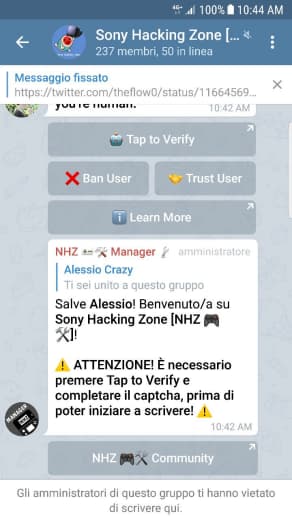 4G+ 100% 10:44 AM
Sony Hacking Zone [...
237 membri, 50 in linea
Messaggio fissato
https://twitter.com/theflow0/status/11664569...
you're human.
10:42 AM
Tap to Verify
❌ Ban User
🤝 Trust User
ℹ️ Learn More
NHZ 🛠 Manager amministratore
Alessio Crazy
Ti sei unito a questo gruppo
Salve Alessio! Benvenuto/a su
Sony Hacking Zone [NHZ 🎮
🛠]!
⚠️ ATTENZIONE! È necessario
premere Tap to Verify e
completare il captcha, prima di
poter iniziare a scrivere! ⚠️
10:42 AM
MANAGER
NHZ 🎮🛠 Community
Gli amministratori di questo gruppo ti hanno vietato
di scrivere qui.